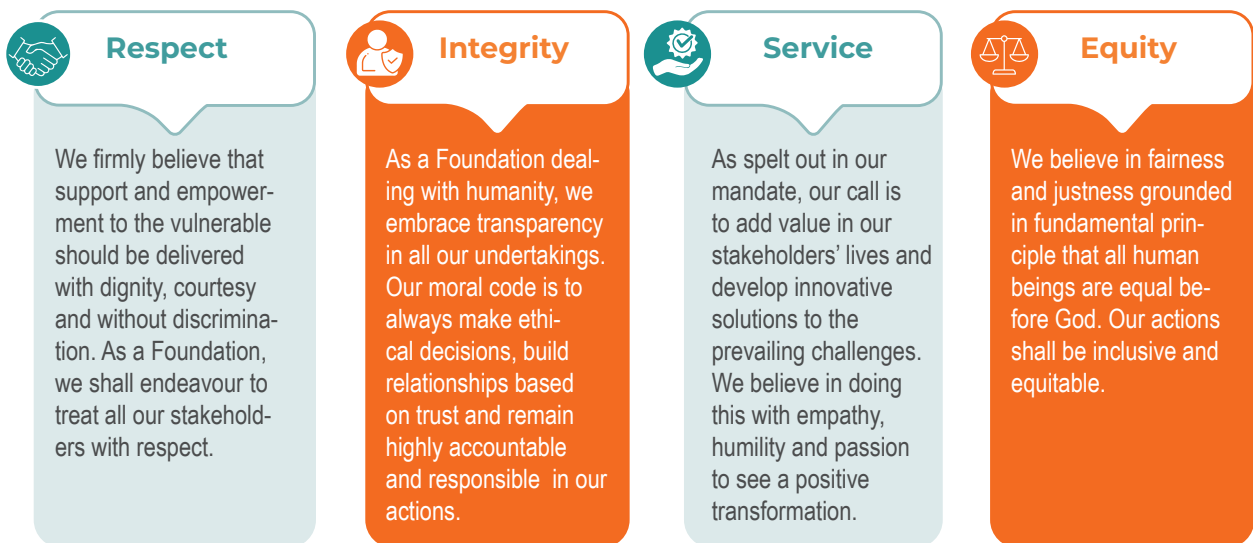 Respect
We firmly believe that
support and empower-
ment to the vulnerable
should be delivered
with dignity, courtesy
and without discrimina-
tion. As a Foundation,
we shall endeavour to
treat all our stakehold-
ers with respect.
Integrity
As a Foundation deal-
ing with humanity, we
embrace transparency
in all our undertakings.
Our moral code is to
always make ethi-
cal decisions, build
relationships based
on trust and remain
highly accountable
and responsible  in our
actions.
Service
As spelt out in our
mandate, our call is
to add value in our
stakeholders’ lives and
develop innovative
solutions to the
prevailing challenges.
We believe in doing
this with empathy,
humility and passion
to see a positive
transformation.
Equity
We believe in fairness
and justness grounded
in fundamental prin-
ciple that all human
beings are equal be-
fore God. Our actions
shall be inclusive and
equitable.